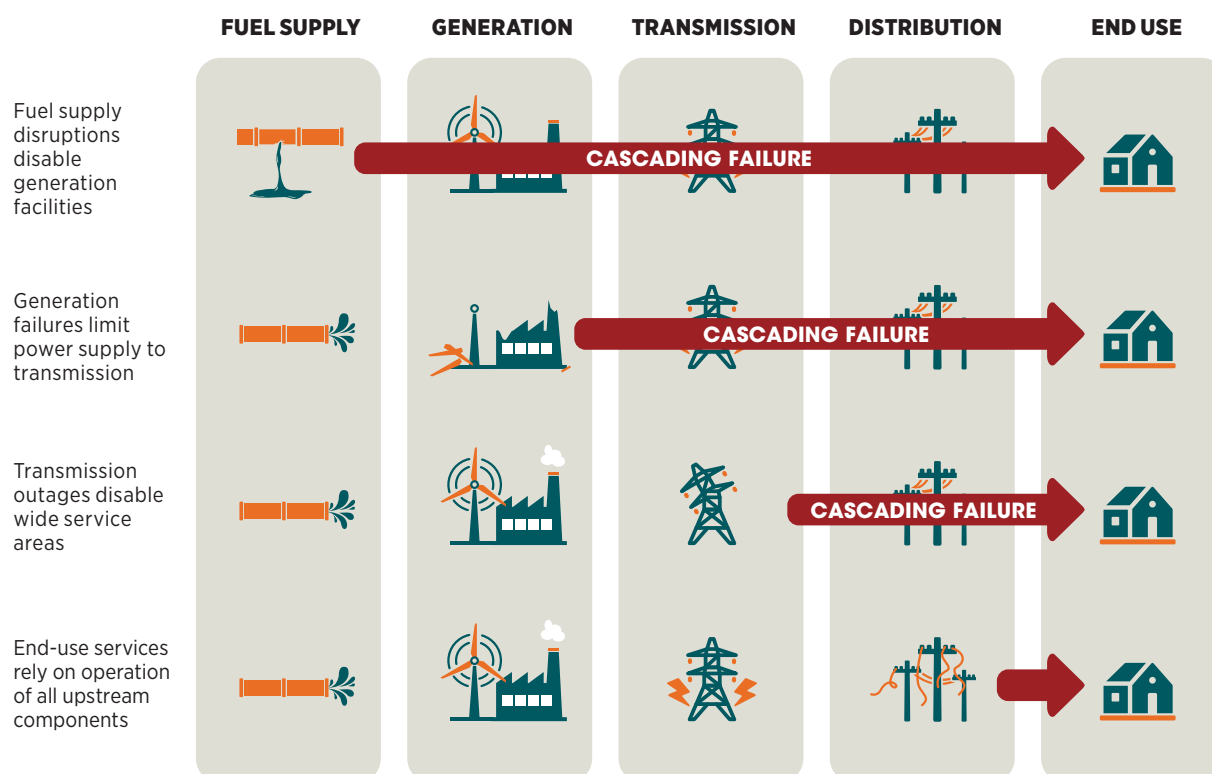 FUEL SUPPLY GENERATION TRANSMISSION DISTRIBUTION END USE
Fuel supply
disruptions
disable
generation
facilities
CASCADING FAILURE
Generation
failures limit
power supply to
transmission
CASCADING FAILURE
Transmission
outages disable
wide service
areas
CASCADING FAILURE
End-use services
rely on operation
of all upstream
components